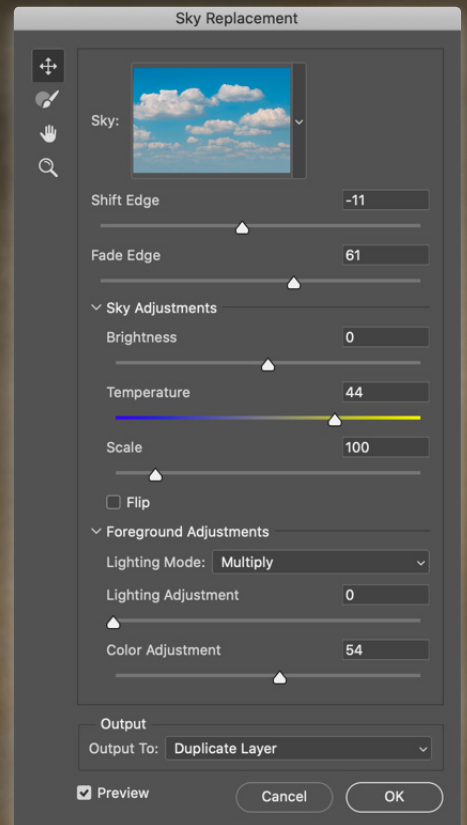 Sky Replacement
Sky:
Shift Edge -11
Fade Edge 61
Sky Adjustments
Brightness 0
Temperature 44
Scale 100
Flip
Foreground Adjustments
Lighting Mode: Multiply
Lighting Adjustment 0
Color Adjustment 54
Output
Output To: Duplicate Layer
Preview Cancel OK